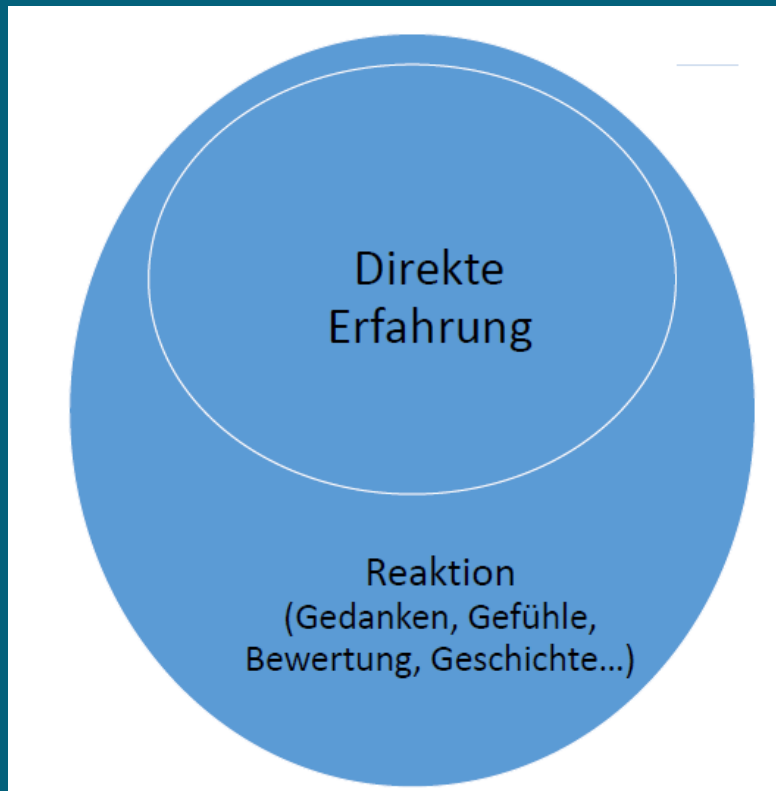 Direkte
Erfahrung
Reaktion
(Gedanken, Gefühle,
Bewertung, Geschichte...)